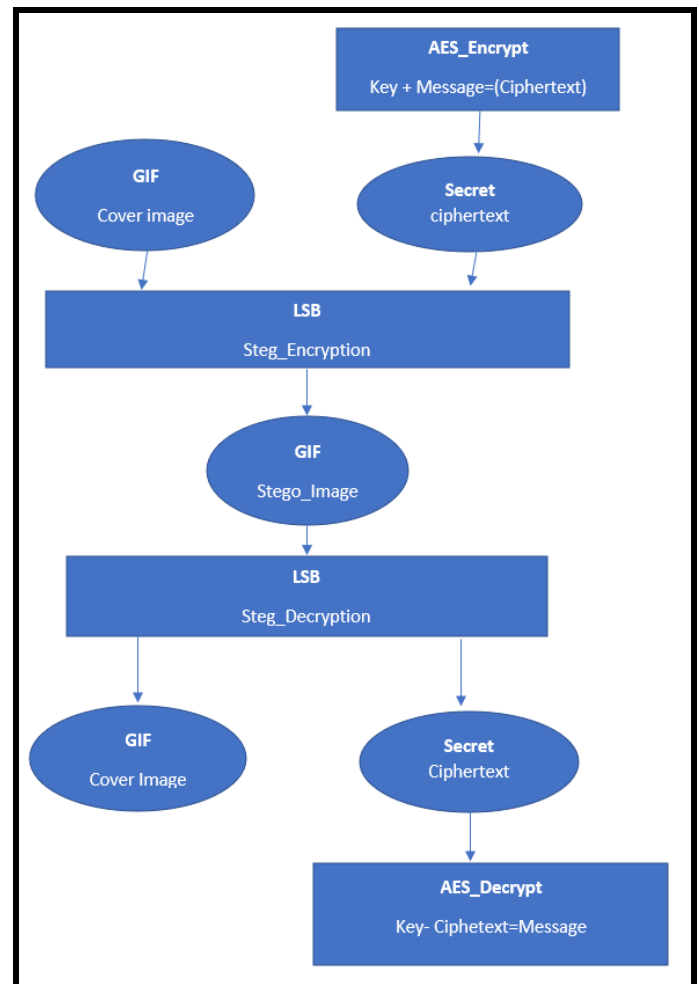 AES_Encrypt
Key + Message=(Ciphertext)
GIF
Cover image
Secret
ciphertext
LSB
Steg_Encryption
GIF
Stego_Image
LSB
Steg_Decryption
GIF
Cover Image
Secret
Ciphertext
AES_Decrypt
Key- Ciphetext=Message